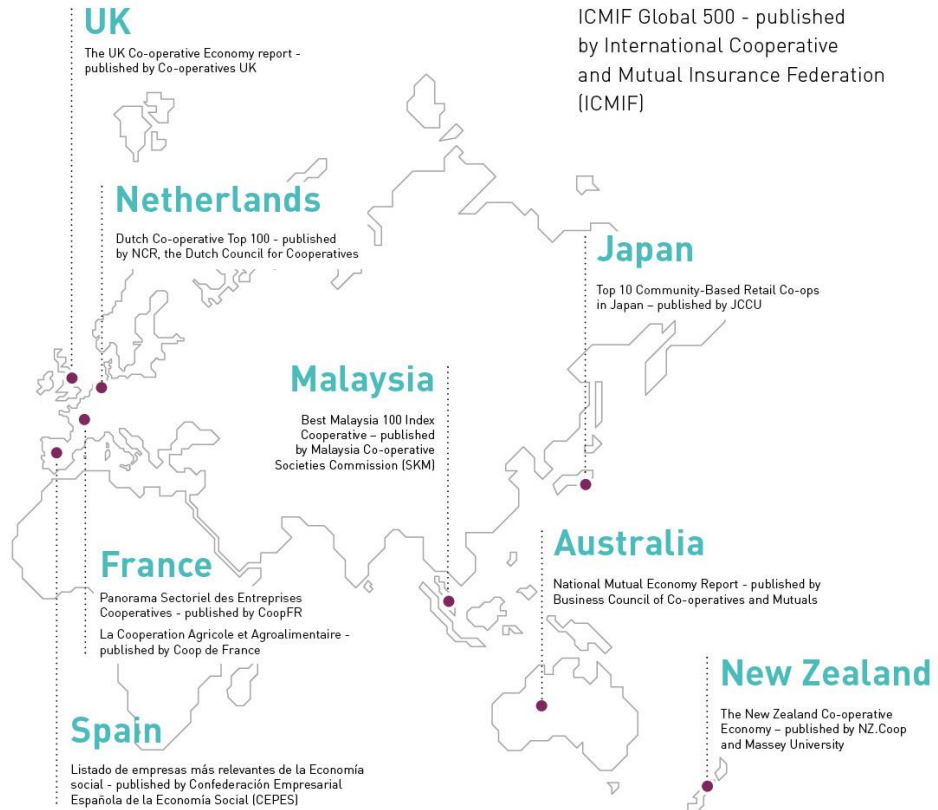 UK
The UK Co-operative Economy report -
published by Co-operatives UK
ICMIF Global 500 - published
by International Cooperative
and Mutual Insurance Federation
(ICMIF)
Netherlands
Dutch Co-operative Top 100 - published
by NCR, the Dutch Council for Cooperatives
Japan
Top 10 Community-Based Retail Co-ops
in Japan – published by JCCU
Malaysia
Best Malaysia 100 Index
Cooperative – published
by Malaysia Co-operative
Societies Commission (SKM)
France
Panorama Sectoriel des Entreprises
Cooperatives - published by CoopFR
La Cooperation Agricole et Agroalimentaire -
published by Coop de France
Australia
National Mutual Economy Report - published by
Business Council of Co-operatives and Mutuals
New Zealand
The New Zealand Co-operative
Economy – published by NZ.Coop
and Massey University
Spain
Listado de empresas más relevantes de la Economía
social - published by Confederación Empresarial
Española de la Economía Social (CEPES)